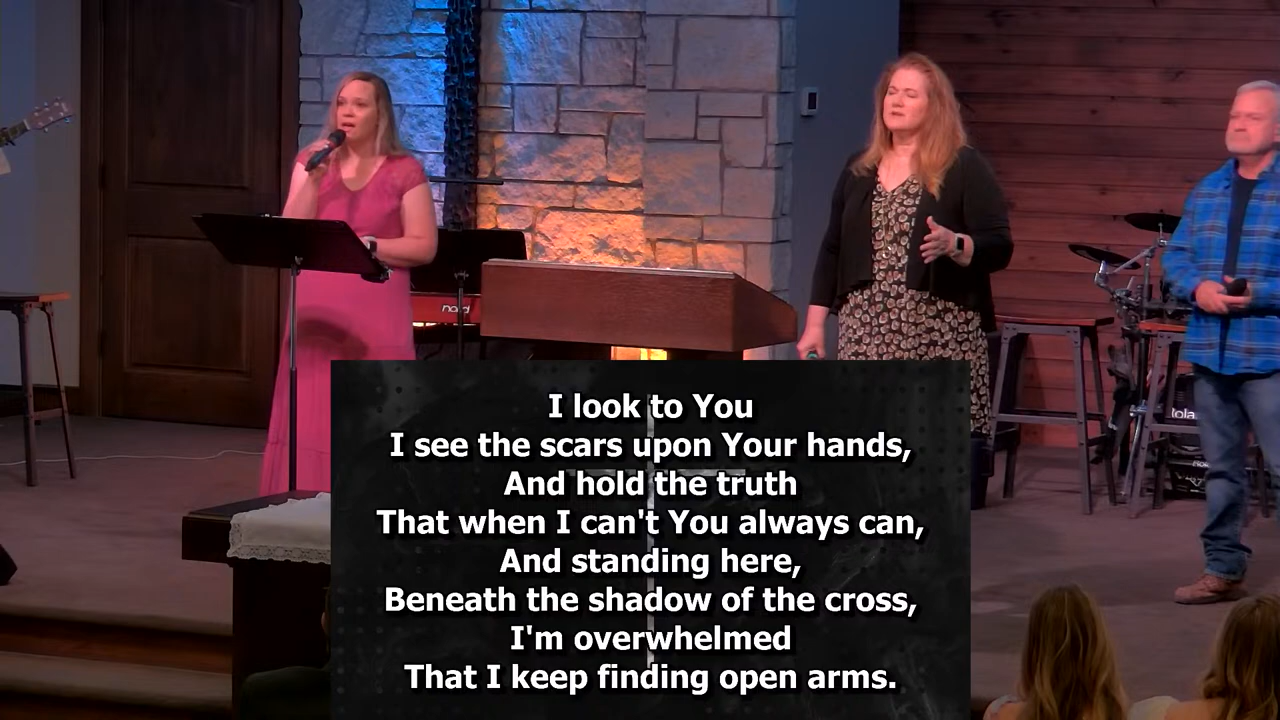 nord
I look to You
I see the scars upon Your hands,
And hold the truth
That when I can't You always can,
And standing here,
Beneath the shadow of the cross,
I'm overwhelmed
That I keep finding open arms.